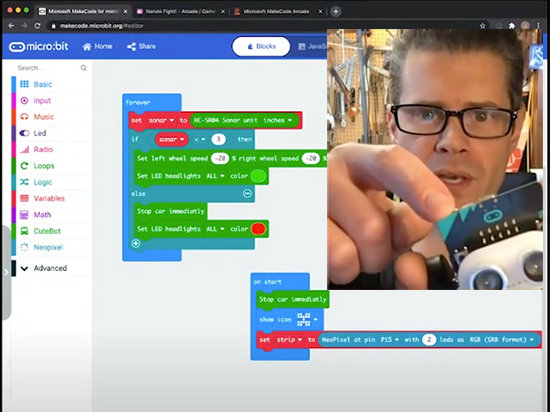 Microsoft MakeCode for micro
Naruto Fight! - Arcade / Game
Microsoft MakeCode Arcade
makecode.microbit.org/#editor
micro:bit Home Share Blocks JavaS
Search...
Basic
Input
Music
Led
Radio
Loops
Logic
Variables
Math
CuteBot
Neopixel
Advanced
forever
set sonar to HC-SR04 Sonar unit inches
if sonar < 3 then
Set left wheel speed -20 % right wheel speed -20 %
Set LED headlights ALL color
else
Stop car immediatly
Set LED headlights ALL color
on start
Stop car immediatly
show icon
set strip to NeoPixel at pin P15 with 2 leds as RGB (GRB format)